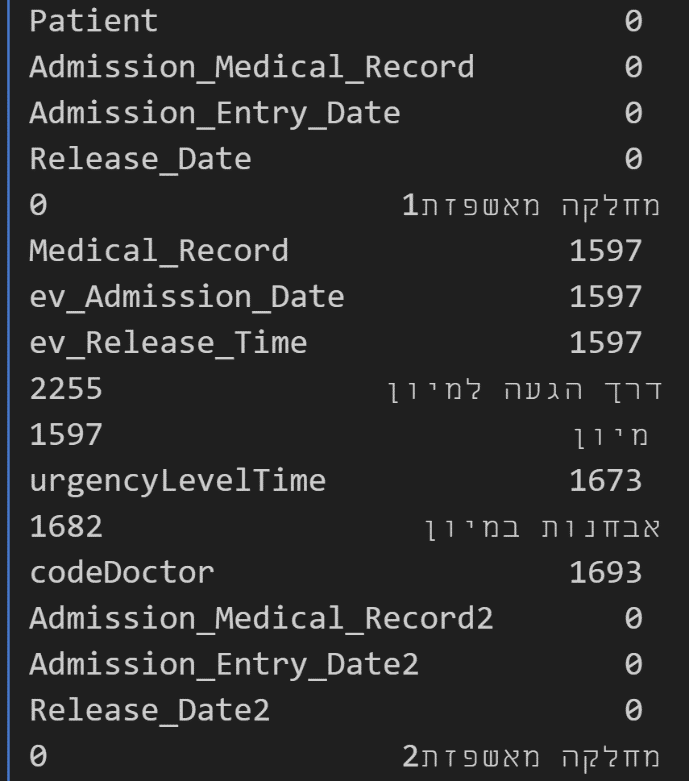 Patient 0
Admission_Medical_Record 0
Admission_Entry_Date 0
Release_Date 0
מחלקה מאשפזת1 0
Medical_Record 1597
ev_Admission_Date 1597
ev_Release_Time 1597
דרך הגעה למיון 2255
מיון 1597
urgencyLevelTime 1673
אבחנות במיון 1682
codeDoctor 1693
Admission_Medical_Record2 0
Admission_Entry_Date2 0
Release_Date2 0
מחלקה מאשפזת2 0